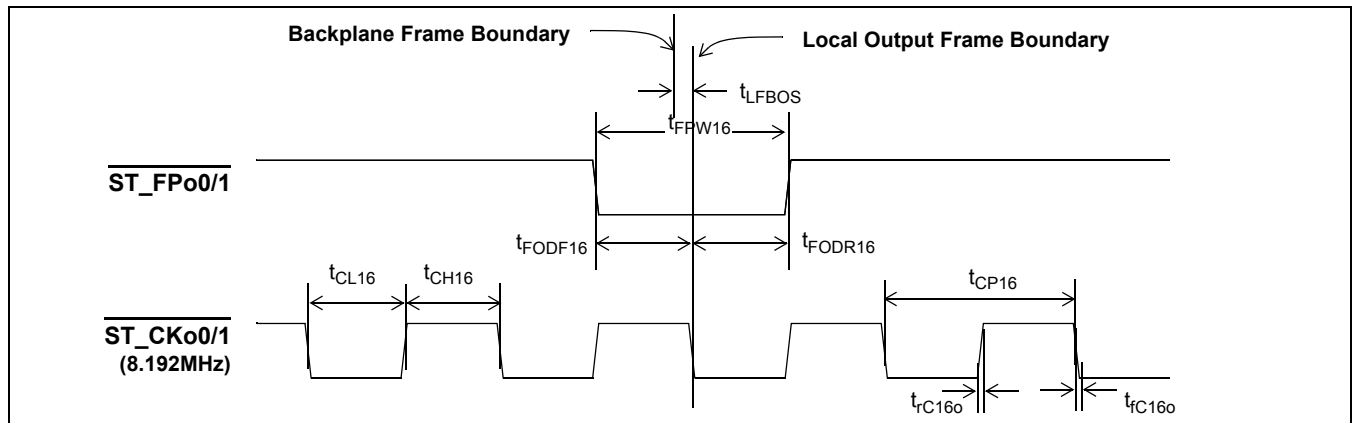 Backplane Frame Boundary
Local Output Frame Boundary
tLFBOS
tFPW16
ST_FPo0/1
tFODF16
tFODR16
tCL16
tCH16
tCP16
ST_CKo0/1
(8.192MHz)
trC16o
tfC16o